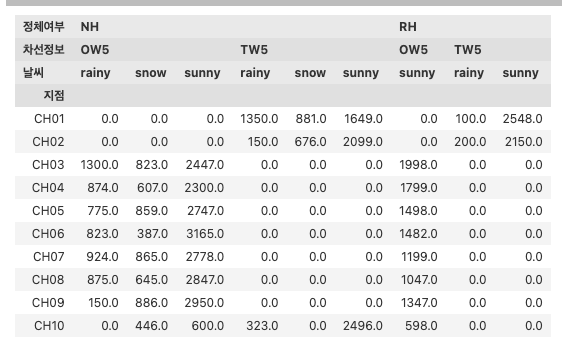 정체여부 NH RH
차선정보 OW5 TW5 OW5 TW5
날씨 rainy snow sunny rainy snow sunny sunny rainy sunny
지점
CH01 0.0 0.0 0.0 1350.0 881.0 1649.0 0.0 100.0 2548.0
CH02 0.0 0.0 0.0 150.0 676.0 2099.0 0.0 200.0 2150.0
CH03 1300.0 823.0 2447.0 0.0 0.0 0.0 1998.0 0.0 0.0
CH04 874.0 607.0 2300.0 0.0 0.0 0.0 1799.0 0.0 0.0
CH05 775.0 859.0 2747.0 0.0 0.0 0.0 1498.0 0.0 0.0
CH06 823.0 387.0 3165.0 0.0 0.0 0.0 1482.0 0.0 0.0
CH07 924.0 865.0 2778.0 0.0 0.0 0.0 1199.0 0.0 0.0
CH08 875.0 645.0 2847.0 0.0 0.0 0.0 1047.0 0.0 0.0
CH09 150.0 886.0 2950.0 0.0 0.0 0.0 1347.0 0.0 0.0
CH10 0.0 446.0 600.0 323.0 0.0 2496.0 598.0 0.0 0.0